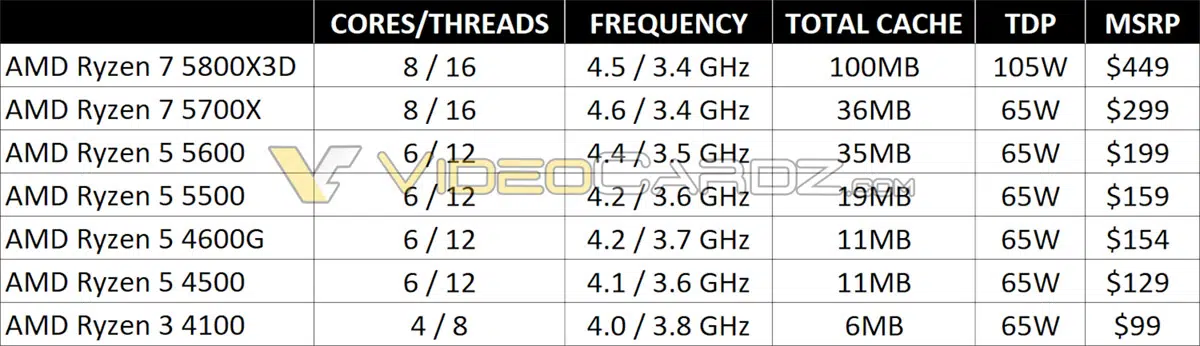 CORES/THREADS FREQUENCY TOTAL CACHE TDP MSRP
AMD Ryzen 7 5800X3D 8 / 16 4.5 / 3.4 GHz 100MB 105W $449
AMD Ryzen 7 5700X 8 / 16 4.6 / 3.4 GHz 36MB 65W $299
AMD Ryzen 5 5600 6 / 12 4.4 / 3.5 GHz 35MB 65W $199
VIDEOCARDZ.COM
AMD Ryzen 5 5500 6 / 12 4.2 / 3.6 GHz 19MB 65W $159
AMD Ryzen 5 4600G 6 / 12 4.2 / 3.7 GHz 11MB 65W $154
AMD Ryzen 5 4500 6 / 12 4.1 / 3.6 GHz 11MB 65W $129
AMD Ryzen 3 4100 4 / 8 4.0 / 3.8 GHz 6MB 65W $99